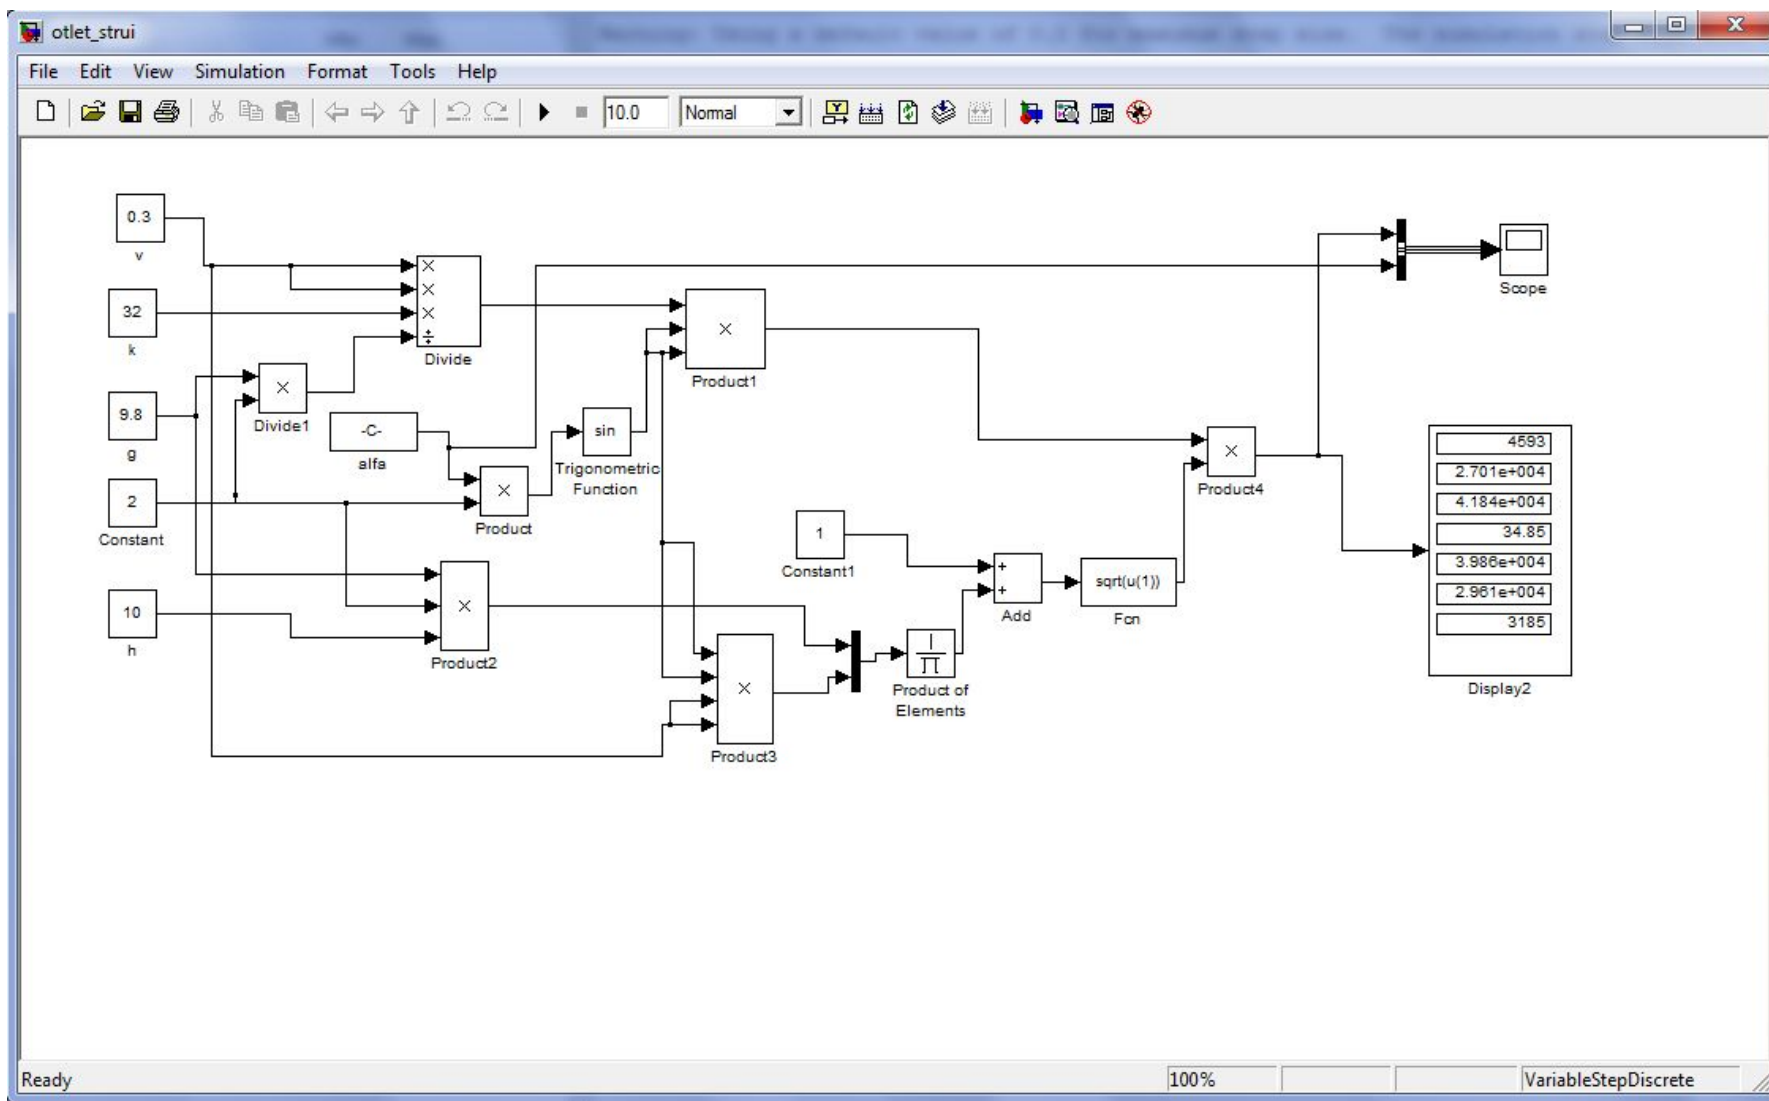 otlet_strui
File Edit View Simulation Format Tools Help
10.0 Normal
0.3
v
32
k
9.8
g
2
Constant
10
h
× × × ÷
Divide
×
Divide1
-C-
alfa
×
Product
sin
Trigonometric
Function
×
Product1
×
Product2
×
Product3
1
Constant1
Π
Product of
Elements
+
+
Add
sqrt(u(1))
Fcn
×
Product4
Scope
4593
2.701e+004
4.184e+004
34.85
3.986e+004
2.961e+004
3185
Display2
Ready 100% VariableStepDiscrete